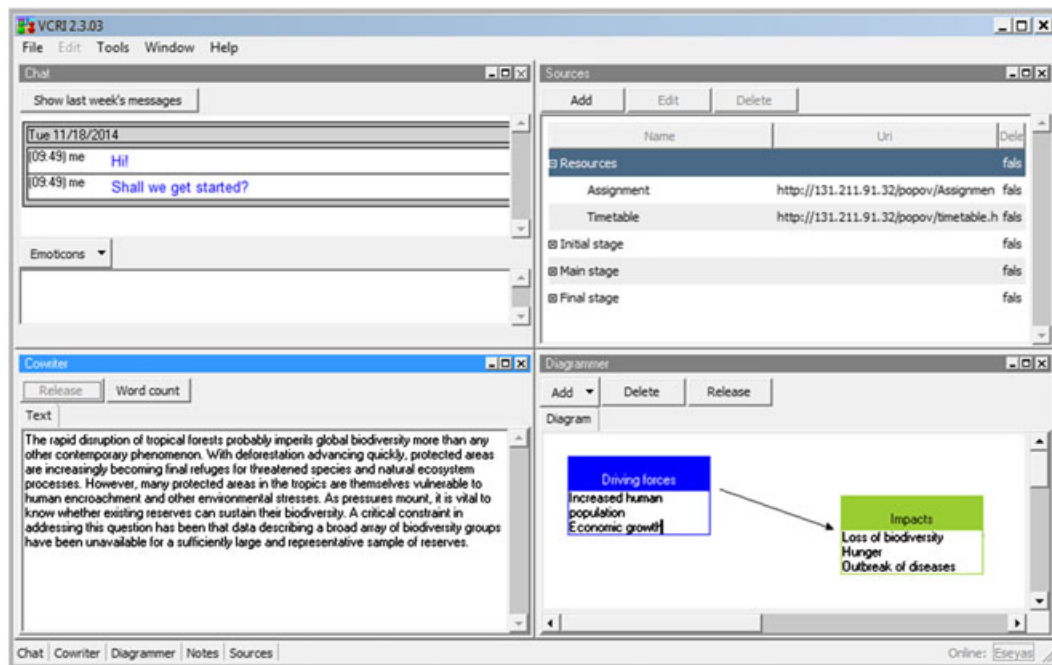 VCRI 2.3.03
File Edit Tools Window Help
Chat
Show last week's messages
Tue 11/18/2014
(09:49) me Hi!
(09:49) me Shall we get started?
Emoticons
Sources
Add Edit Delete
Name Uri Dele
Resources fals
Assignment http://131.211.91.32/popov/Assignmen fals
Timetable http://131.211.91.32/popov/timetable.h fals
Initial stage fals
Main stage fals
Final stage fals
Cowriter
Release Word count
Text
The rapid disruption of tropical forests probably imperils global biodiversity more than any
other contemporary phenomenon. With deforestation advancing quickly, protected areas
are increasingly becoming final refuges for threatened species and natural ecosystem
processes. However, many protected areas in the tropics are themselves vulnerable to
human encroachment and other environmental stresses. As pressures mount, it is vital to
know whether existing reserves can sustain their biodiversity. A critical constraint in
addressing this question has been that data describing a broad array of biodiversity groups
have been unavailable for a sufficiently large and representative sample of reserves.
Diagrammer
Add Delete Release
Diagram
Driving forces
Increased human
population
Economic growth
Impacts
Loss of biodiversity
Hunger
Outbreak of diseases
Chat Cowriter Diagrammer Notes Sources
Online: Eseyas